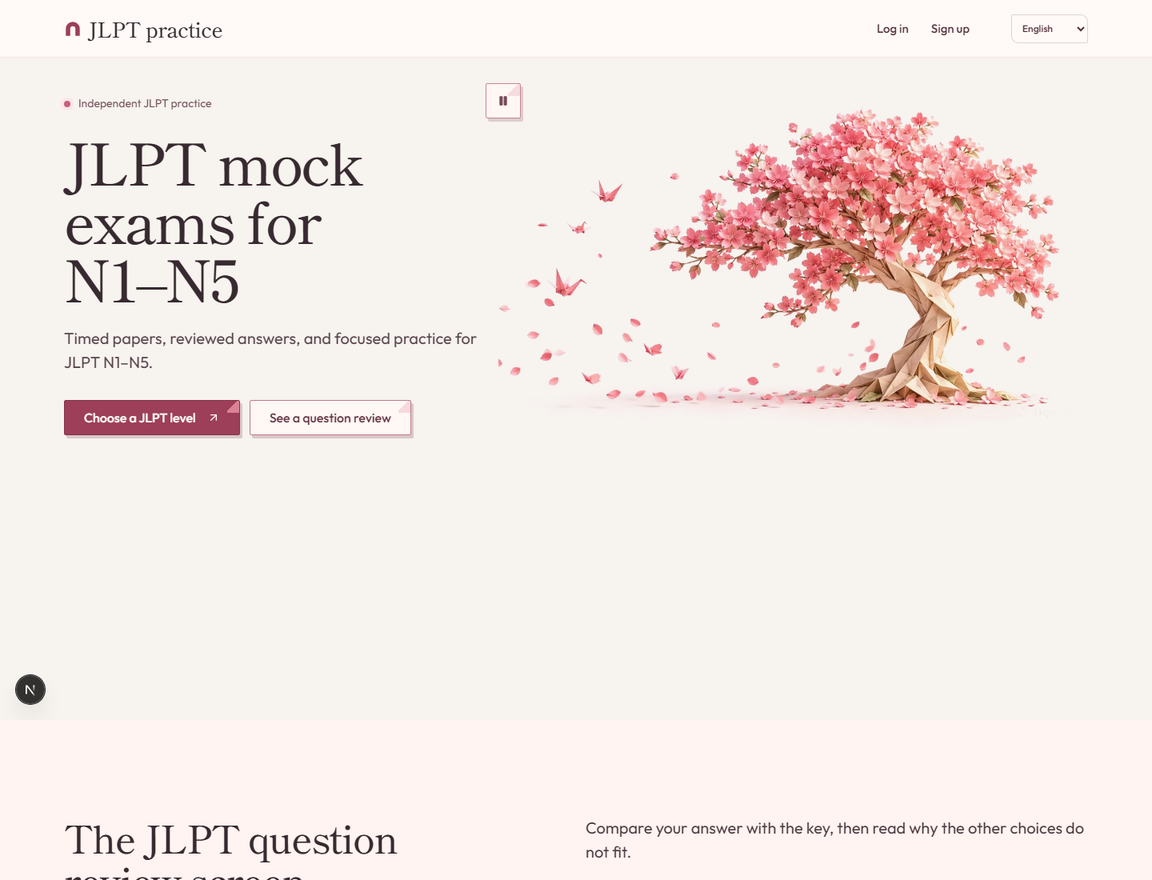 JLPT practice
Log in
Sign up
English
Independent JLPT practice
JLPT mock
exams for
N1–N5
Timed papers, reviewed answers, and focused practice for
JLPT N1–N5.
Choose a JLPT level
See a question review
N
The JLPT question
review screen
Compare your answer with the key, then read why the other choices do
not fit.